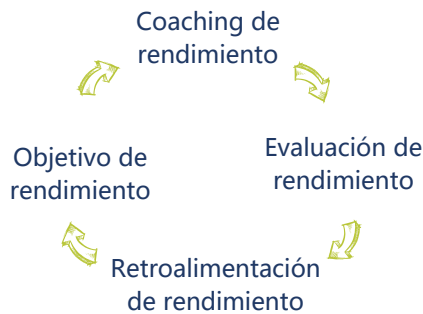 Coaching de
rendimiento
Evaluación de
rendimiento
Objetivo de
rendimiento
Retroalimentación
de rendimiento